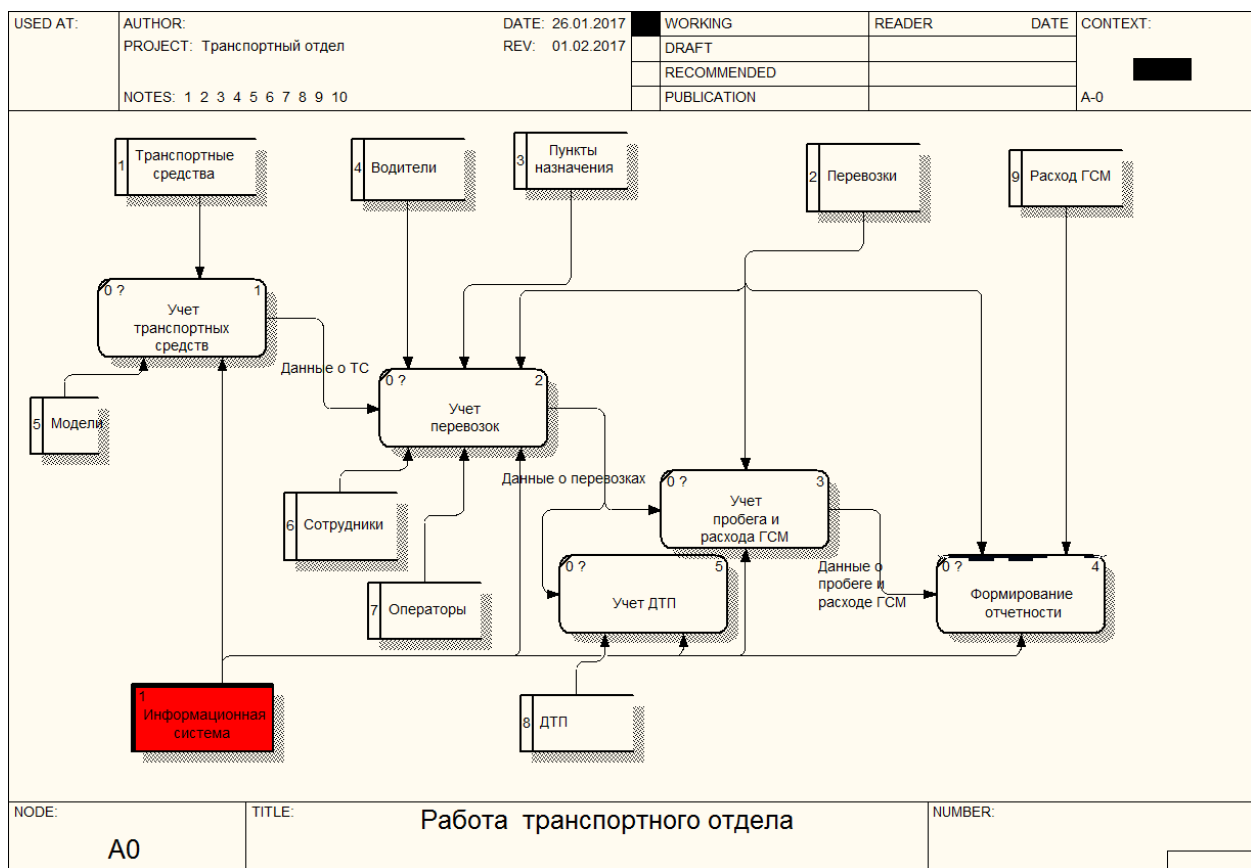 USED AT:
AUTHOR:
DATE: 26.01.2017
PROJECT: Транспортный отдел
REV: 01.02.2017
NOTES: 1 2 3 4 5 6 7 8 9 10
WORKING
DRAFT
RECOMMENDED
PUBLICATION
READER
DATE
CONTEXT:
A-0
1
Транспортные
средства
4
Водители
3
Пункты
назначения
2
Перевозки
9
Расход ГСМ
0 ?
1
Учет
транспортных
средств
Данные о ТС
5
Модели
0 ?
2
Учет
перевозок
Данные о перевозках
6
Сотрудники
0 ?
3
Учет
пробега и
расхода ГСМ
Данные о
пробеге и
расходе ГСМ
0 ?
5
Учет ДТП
0 ?
4
Формирование
отчетности
7
Операторы
1
Информационная
система
8
ДТП
NODE:
A0
TITLE:
Работа транспортного отдела
NUMBER: